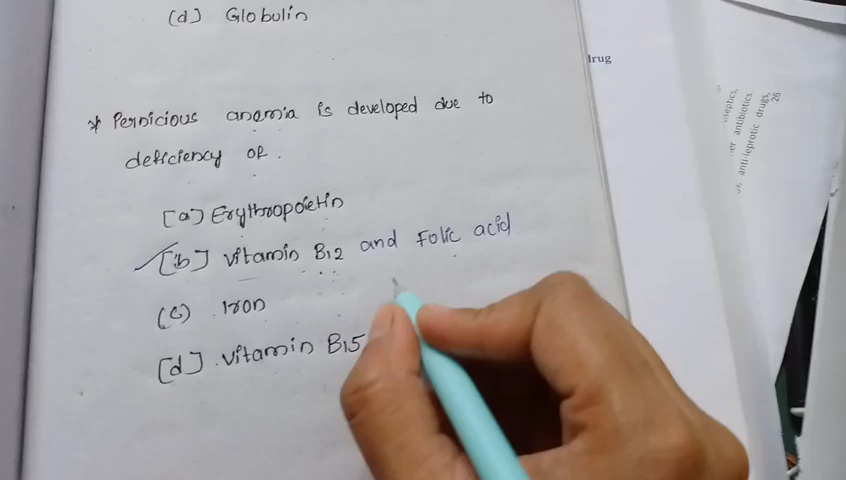 [d] Globulin
* Pernicious anemia is developed due to
deficiency of.
[a] Erythropoietin
[b] vitamin B12 and Folic acid
(c) Iron
[d] vitamin B15
drug
antibiotics,
anti-leprotic drugs,
26